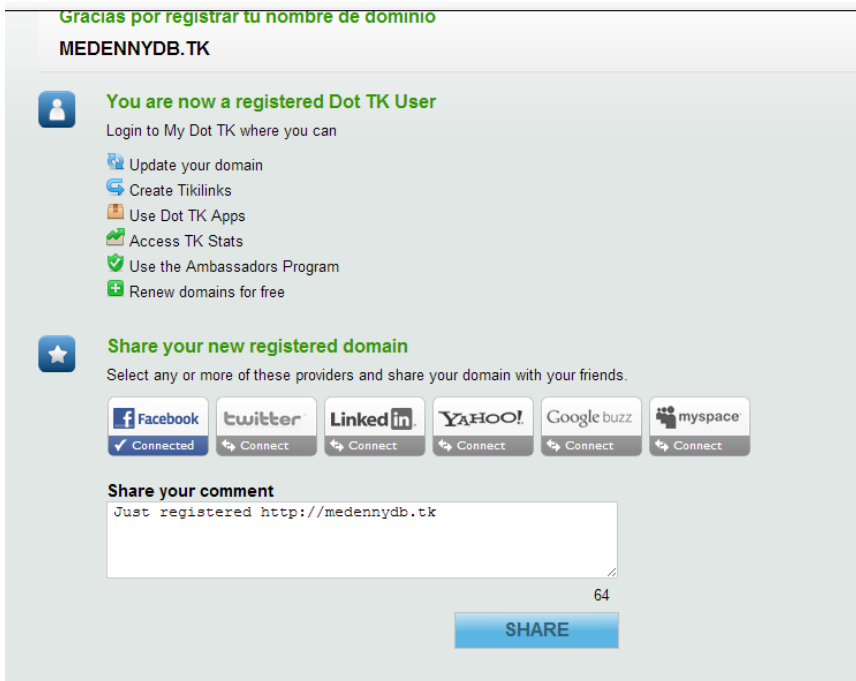 Gracias por registrar tu nombre de dominio
MEDENNYDB.TK
You are now a registered Dot TK User
Login to My Dot TK where you can
Update your domain
Create Tikilinks
Use Dot TK Apps
Access TK Stats
Use the Ambassadors Program
Renew domains for free
Share your new registered domain
Select any or more of these providers and share your domain with your friends.
Facebook twitter LinkedIn. YAHOO!. Google buzz myspace
Connected Connect Connect Connect Connect Connect
Share your comment
Just registered http://medennydb.tk
64
SHARE